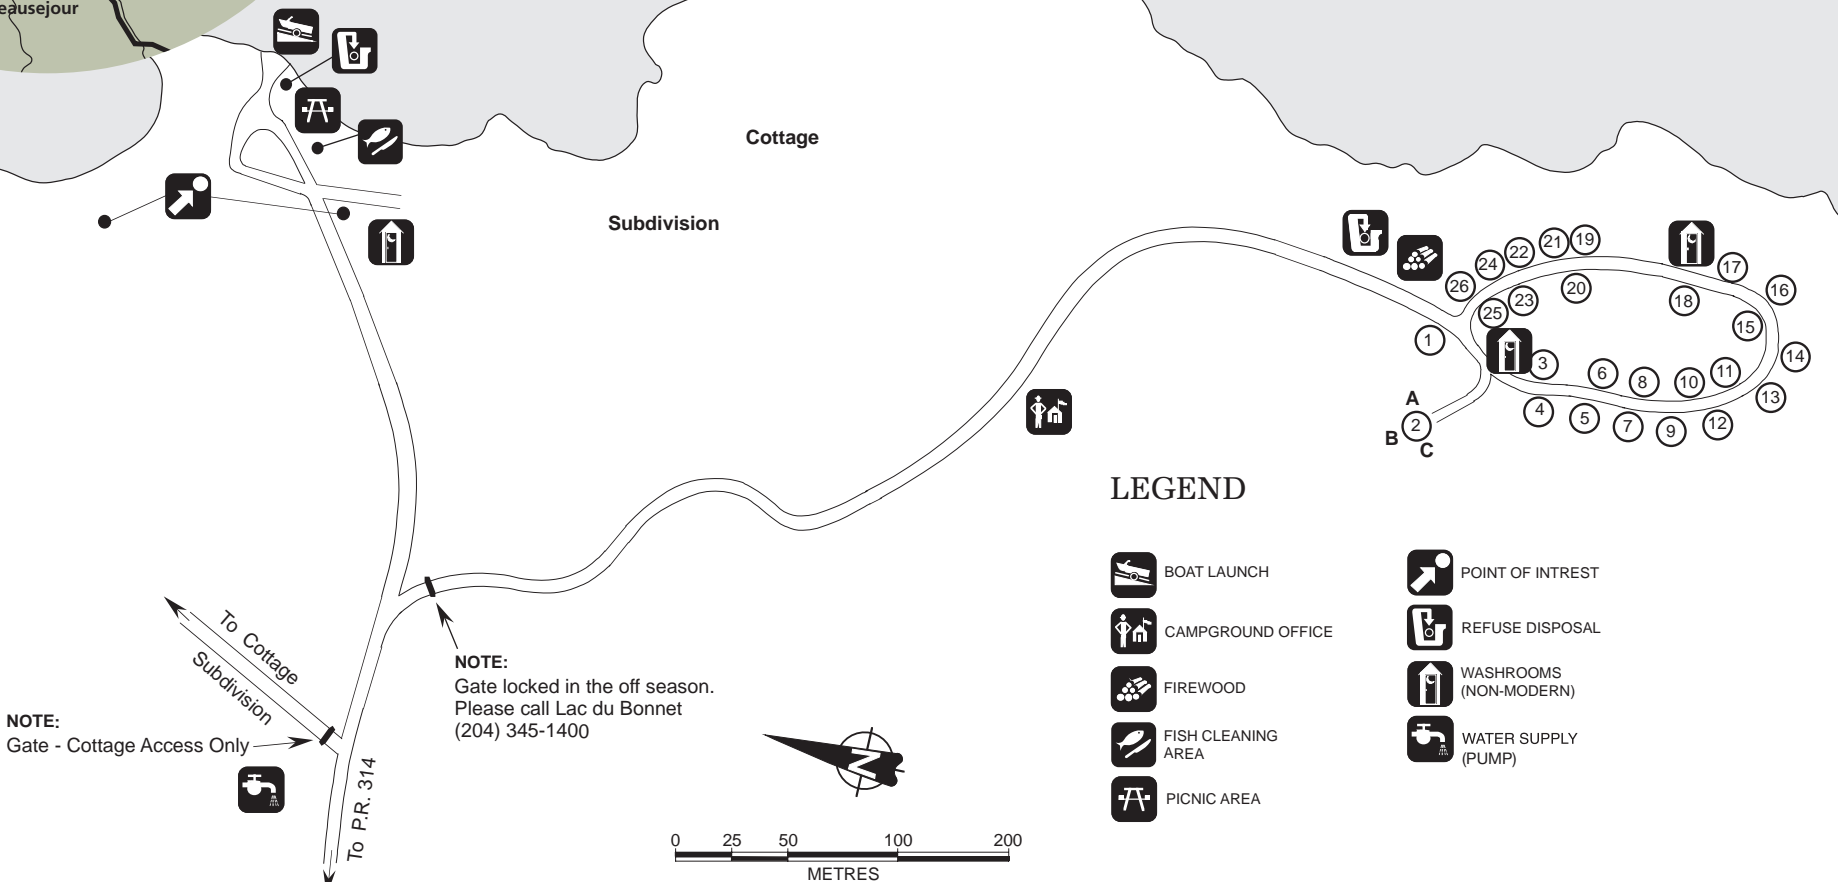 eausejour
Cottage
Subdivision
26
24
22
21
19
17
16
25
23
20
18
15
14
1
3
6
8
10
11
13
4
5
7
9
12
A
2
B
C
To Cottage
Subdivision
NOTE:
Gate - Cottage Access Only
To P.R. 314
NOTE:
Gate locked in the off season.
Please call Lac du Bonnet
(204) 345-1400
N
0 25 50 100 200
METRES
LEGEND
BOAT LAUNCH
CAMPGROUND OFFICE
FIREWOOD
FISH CLEANING
AREA
PICNIC AREA
POINT OF INTREST
REFUSE DISPOSAL
WASHROOMS
(NON-MODERN)
WATER SUPPLY
(PUMP)